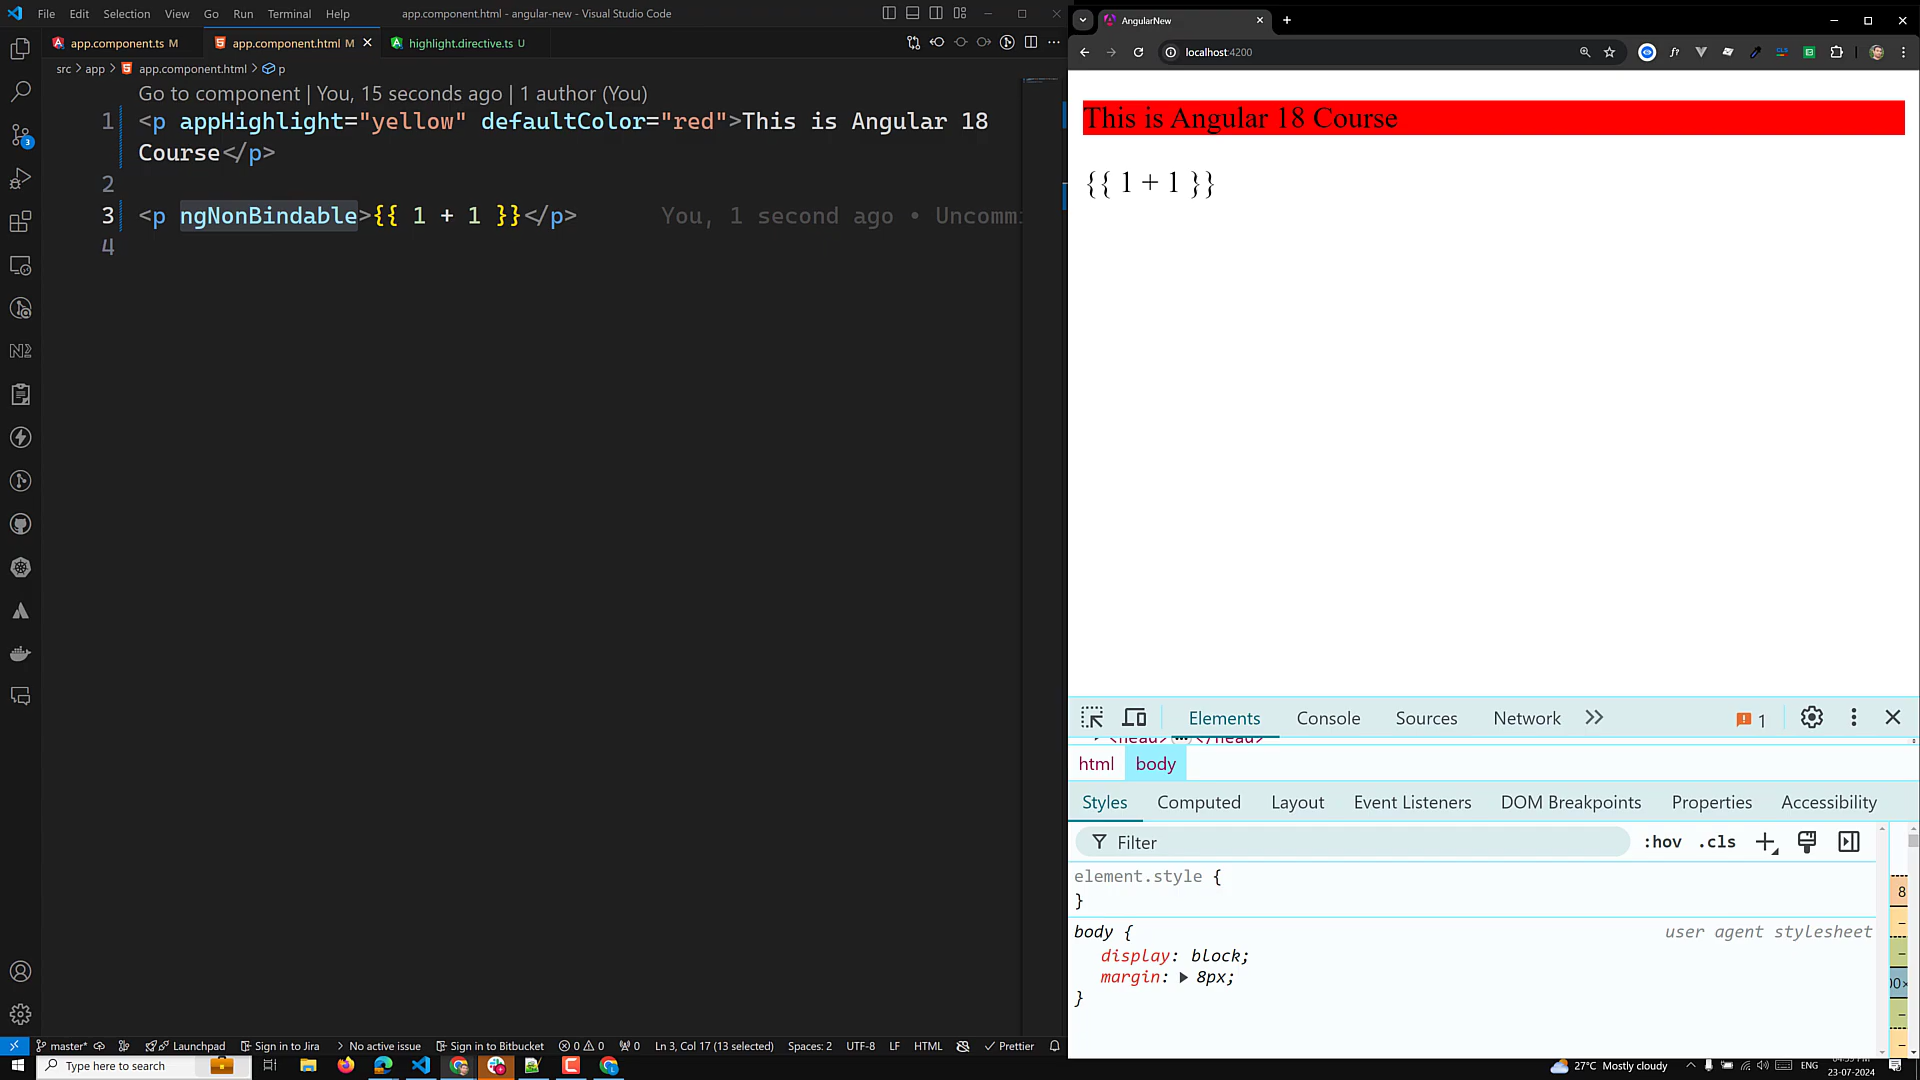 File Edit Selection View Go Run Terminal Help app.component.html - angular-new - Visual Studio Code
app.component.ts M app.component.html M highlight.directive.ts U
src app app.component.html p
Go to component | You, 15 seconds ago | 1 author (You)
1 <p appHighlight="yellow" defaultColor="red">This is Angular 18
Course</p>
2
3 <p ngNonBindable>{{ 1 + 1 }}</p> You, 1 second ago • Uncommi
4
3
master* Launchpad Sign in to Jira No active issue Sign in to Bitbucket 0 0 0 Ln 3, Col 17 (13 selected) Spaces: 2 UTF-8 LF HTML Prettier
AngularNew
localhost:4200
This is Angular 18 Course
{{ 1 + 1 }}
Elements Console Sources Network 1
<head> </head>
html body
Styles Computed Layout Event Listeners DOM Breakpoints Properties Accessibility
Filter :hov .cls
element.style {
}
body { user agent stylesheet
display: block;
margin: 8px;
}
8
Type here to search
27°C Mostly cloudy ENG
23-07-2024